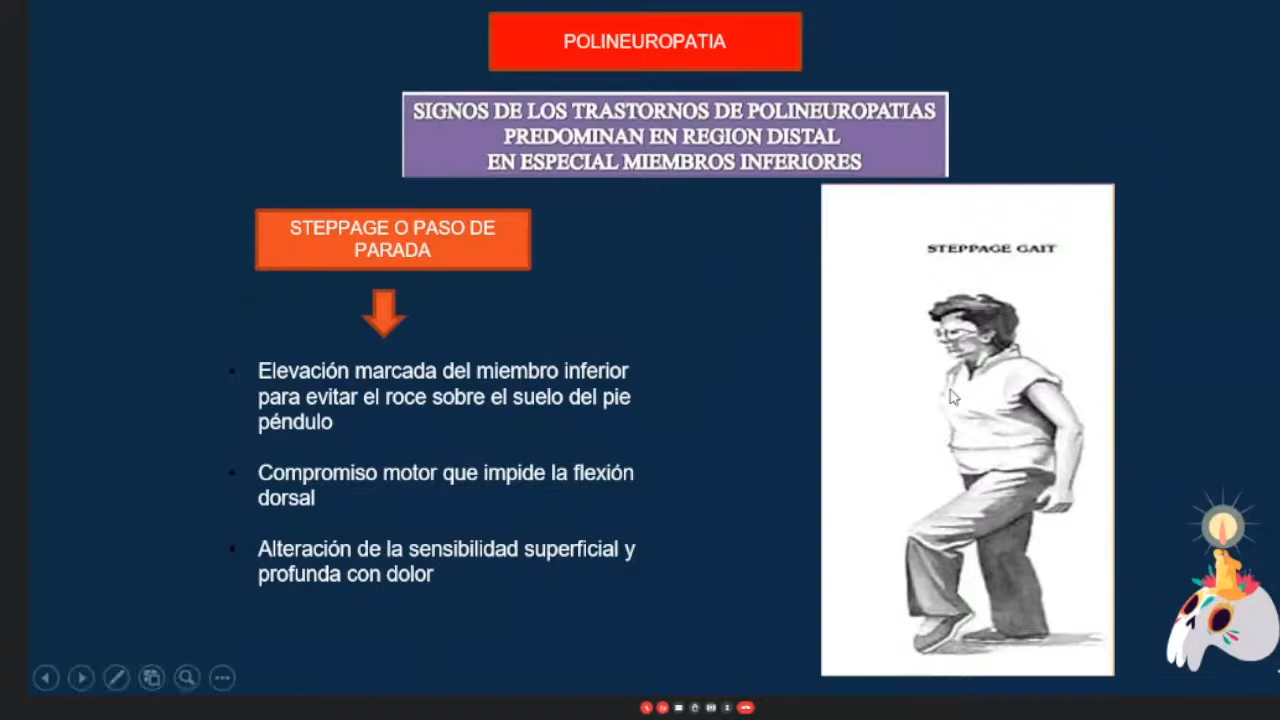 POLINEUROPATIA
SIGNOS DE LOS TRASTORNOS DE POLINEUROPATIAS
PREDOMINAN EN REGION DISTAL
EN ESPECIAL MIEMBROS INFERIORES
STEPPAGE O PASO DE
PARADA
Elevación marcada del miembro inferior
para evitar el roce sobre el suelo del pie
péndulo
Compromiso motor que impide la flexión
dorsal
Alteración de la sensibilidad superficial y
profunda con dolor
STEPPAGE GAIT